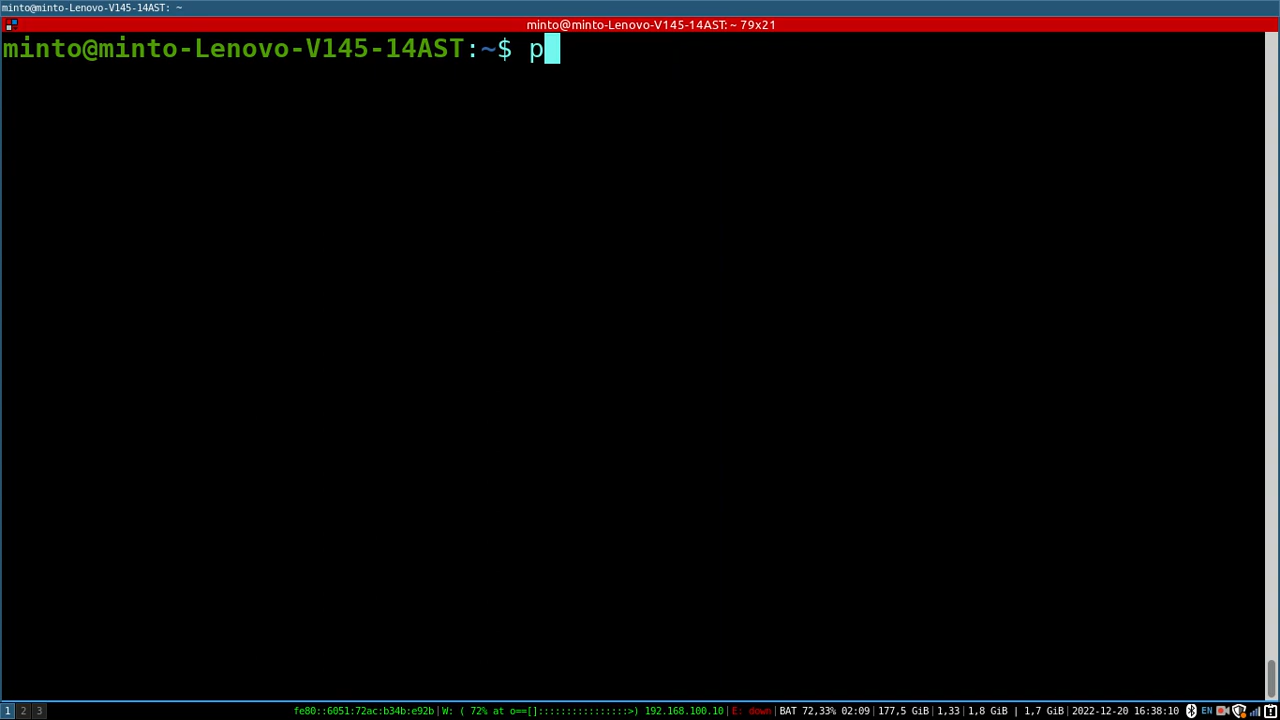 minto@minto-Lenovo-V145-14AST: ~
minto@minto-Lenovo-V145-14AST: ~ 79x21
minto@minto-Lenovo-V145-14AST:~$ p
1 2 3 fe80::6051:72ac:b34b:e92b|W: ( 72% at o==[]::::::::::::::::>) 192.168.100.10|E: down|BAT 72,33% 02:09|177,5 GiB|1,33|1,8 GiB | 1,7 GiB|2022-12-20 16:38:10 EN